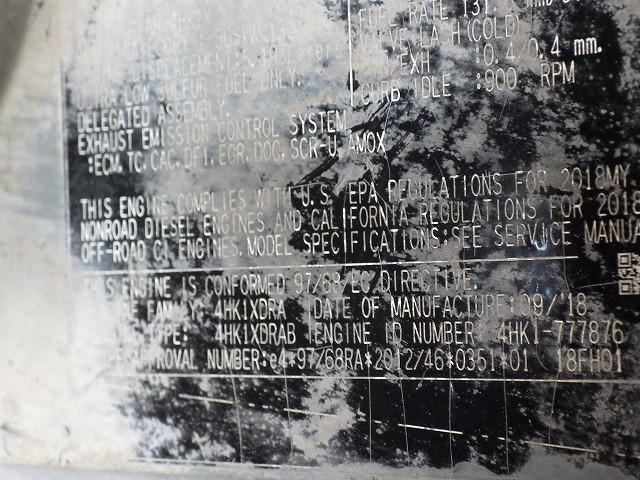 FUEL RATE 131.
VALVE LASH (COLD)
EXH : 0.4/0.4 mm.
CURB IDLE :900 RPM
SULFUR FUEL ONLY.
DELEGATED ASSEMBLY.
EXHAUST EMISSION CONTROL SYSTEM
:ECM, TC, CAC, DFI, EGR, DOC, SCR-U, AMOX
THIS ENGINE COMPLIES WITH U.S. EPA REGULATIONS FOR 2018MY
NONROAD DIESEL ENGINES AND CALIFORNIA REGULATIONS FOR 2018
OFF-ROAD CI ENGINES. MODEL SPECIFICATIONS:SEE SERVICE MANUA
ENGINE IS CONFORMED 97/68/EC DIRECTIVE.
FAMILY: 4HK1XDRA DATE OF MANUFACTURE:09/'18
TYPE: 4HK1XDRAB ENGINE ID NUMBER: 4HK1-777876
APPROVAL NUMBER:e4*97/68RA*2012/46*0351*01 18FH01